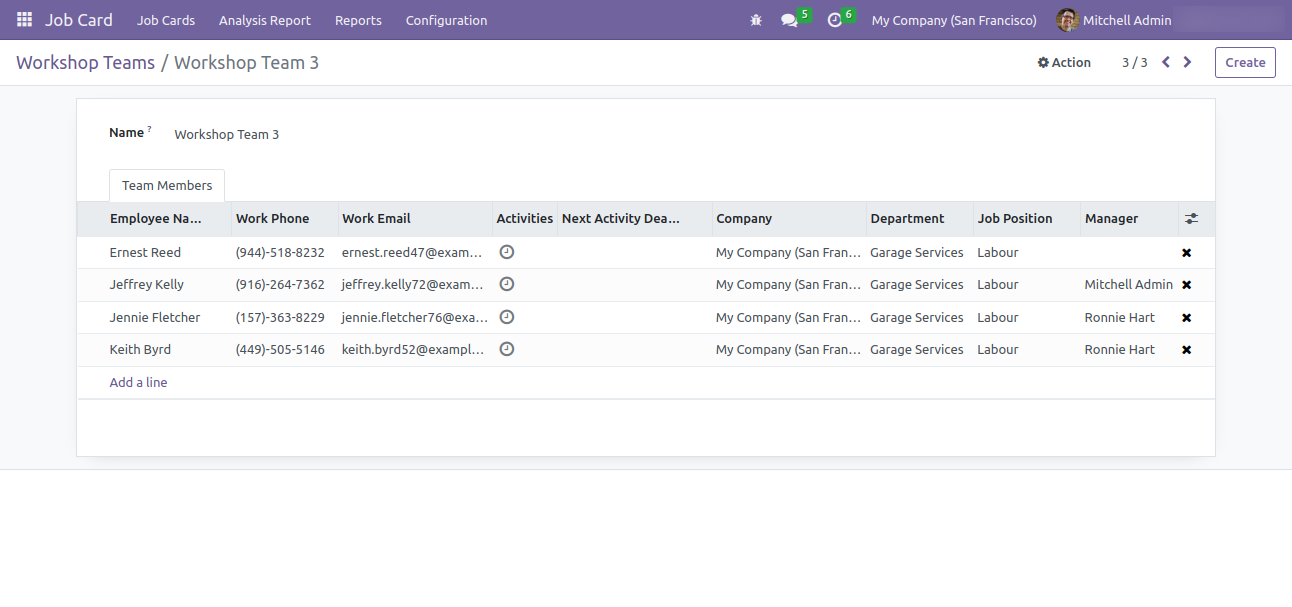 Job Card Job Cards Analysis Report Reports Configuration 5 6 My Company (San Francisco) Mitchell Admin
Workshop Teams / Workshop Team 3 Action 3 / 3 Create
Name ? Workshop Team 3
Team Members
Employee Na... Work Phone Work Email Activities Next Activity Dea... Company Department Job Position Manager
Ernest Reed (944)-518-8232 ernest.reed47@exam... My Company (San Fran... Garage Services Labour
Jeffrey Kelly (916)-264-7362 jeffrey.kelly72@exam... My Company (San Fran... Garage Services Labour Mitchell Admin
Jennie Fletcher (157)-363-8229 jennie.fletcher76@exa... My Company (San Fran... Garage Services Labour Ronnie Hart
Keith Byrd (449)-505-5146 keith.byrd52@exampl... My Company (San Fran... Garage Services Labour Ronnie Hart
Add a line